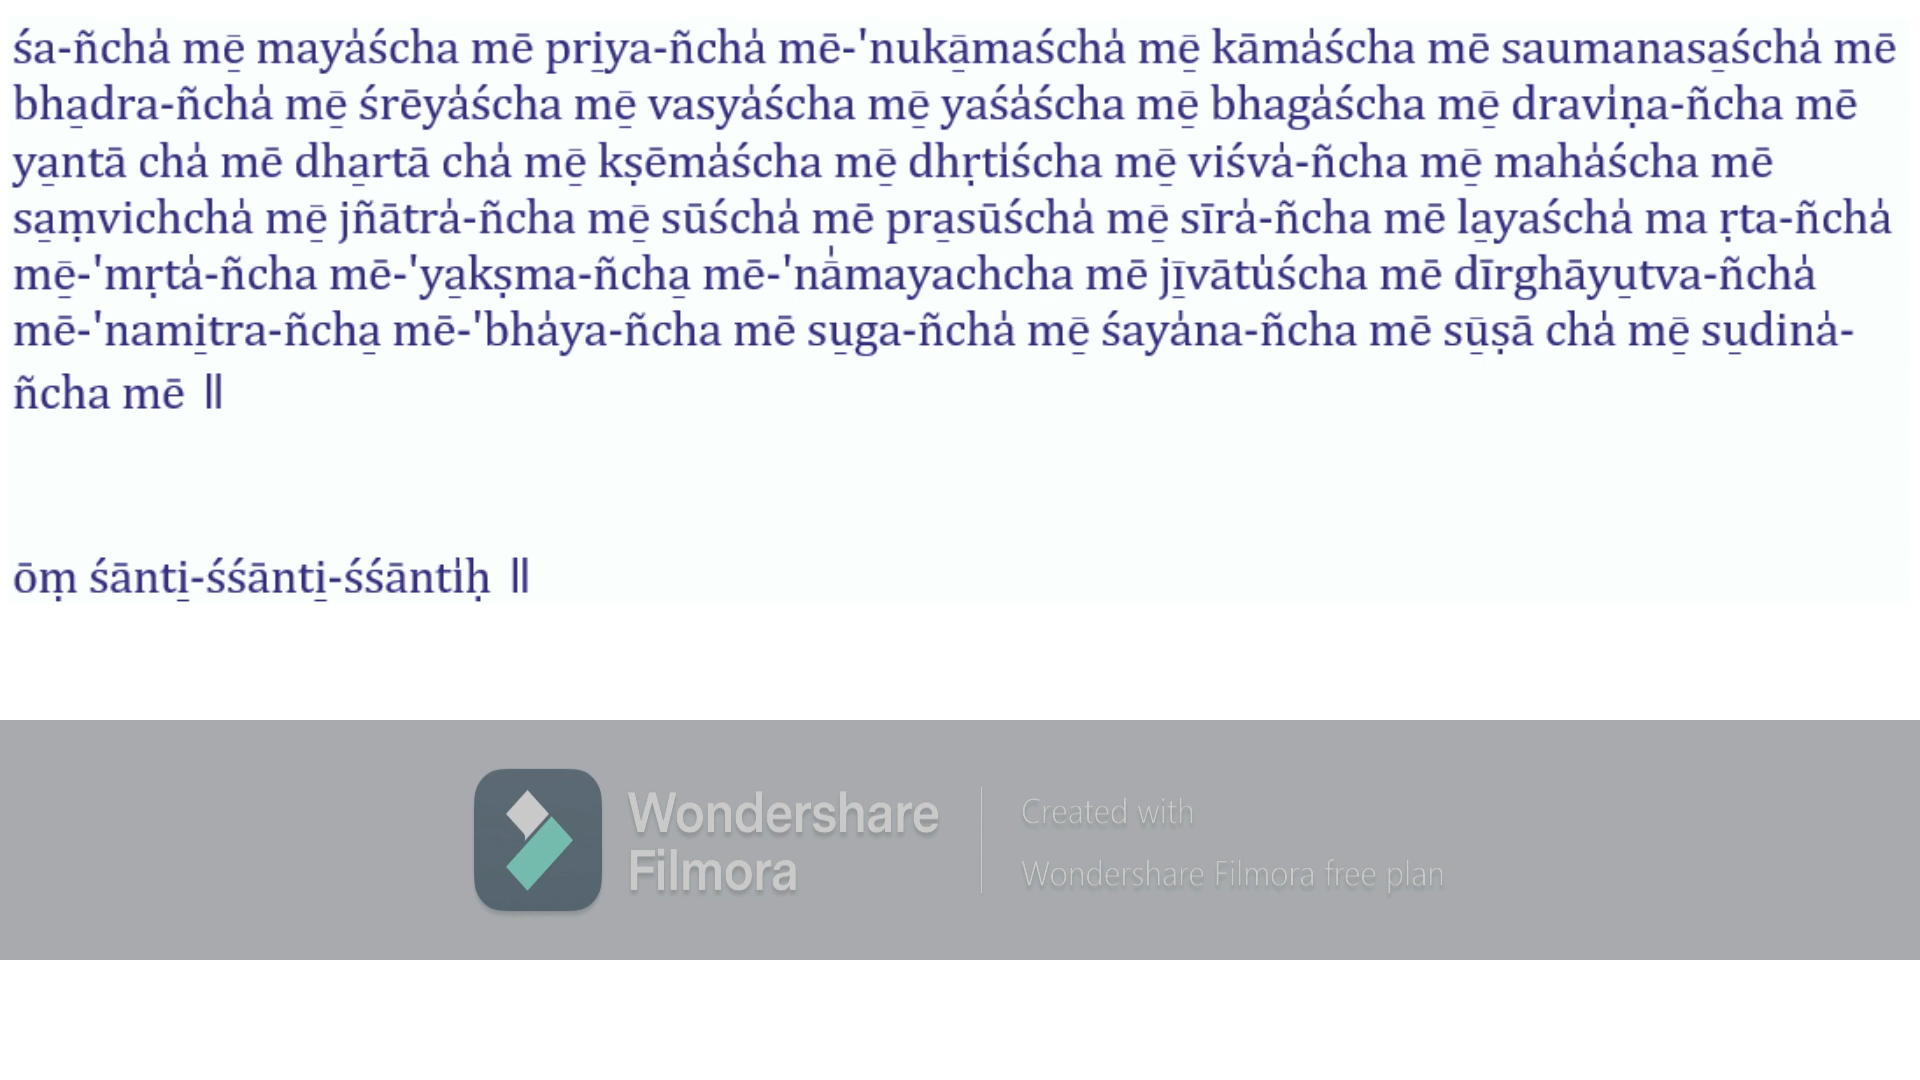 śa-ñcha̍ mē̠ maya̍ścha mē pri̠ya-ñcha̍ mē-'nukā̠maścha̍ mē̠ kāma̍ścha mē saumanasa̠ścha̍ mē
bha̠dra-ñcha̍ mē̠ śrēya̍ścha mē̠ vasya̍ścha mē̠ yaśa̍ścha mē̠ bhaga̍ścha mē̠ dravi̍ṇa-ñcha mē
ya̠ntā cha̍ mē dha̠rtā cha̍ mē̠ kṣēma̍ścha mē̠ dhṛti̍ścha mē̠ viśva̍-ñcha mē̠ maha̍ścha mē
sa̠ṃvichcha̍ mē̠ jñātra̍-ñcha mē̠ sūścha̍ mē pra̠sūścha̍ mē̠ sīra̍-ñcha mē la̠yaścha̍ ma ṛta-ñcha̍
mē̠-'mṛta̍-ñcha mē-'ya̠kṣma-ñcha̠ mē-'nā̍mayachcha mē jī̠vātu̍ścha mē dīrghāyu̠tva-ñcha̍
mē-'nami̠tra-ñcha̠ mē-'bha̍ya-ñcha mē su̠ga-ñcha̍ mē̠ śaya̍na-ñcha mē sū̠ṣā cha̍ mē̠ su̠dina̍-
ñcha mē ‖
ōṃ śānti̠-śśānti̠-śśānti̍ḥ ‖
Wondershare
Filmora
Created with
Wondershare Filmora free plan